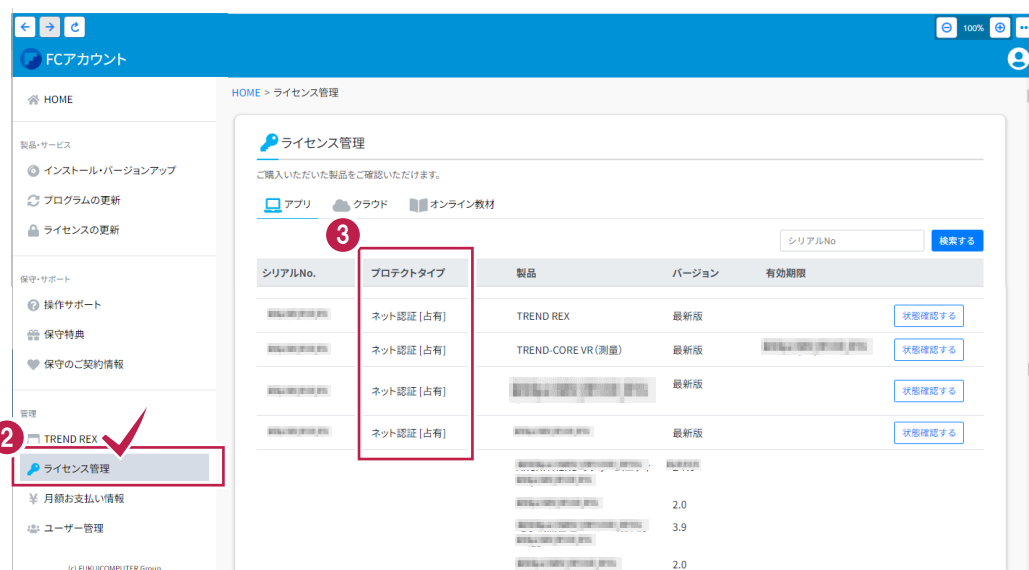 100%
FCアカウント
HOME
製品・サービス
インストール・バージョンアップ
プログラムの更新
ライセンスの更新
保守・サポート
操作サポート
保守特典
保守のご契約情報
管理
2
TREND REX
ライセンス管理
月額お支払い情報
ユーザー管理
(c) FUKUICOMPUTER Group
HOME > ライセンス管理
ライセンス管理
ご購入いただいた製品をご確認いただけます。
アプリ クラウド オンライン教材
3
シリアルNo 検索する
シリアルNo. プロテクトタイプ 製品 バージョン 有効期限
ネット認証 [占有] TREND REX 最新版 状態確認する
ネット認証 [占有] TREND-CORE VR（測量） 最新版 状態確認する
ネット認証 [占有] 最新版 状態確認する
ネット認証 [占有] 最新版 状態確認する
2.0
3.9
2.0